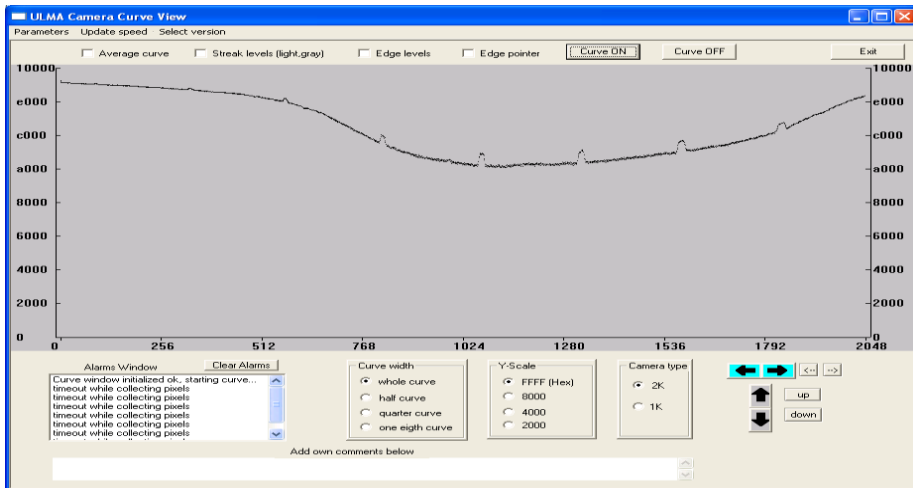 ULMA Camera Curve View
Parameters Update speed Select version
Average curve Streak levels (light,gray) Edge levels Edge pointer Curve ON Curve OFF Exit
10000 10000
e000 e000
c000 c000
a000 a000
8000 8000
6000 6000
4000 4000
2000 2000
0 0
0 256 512 768 1024 1280 1536 1792 2048
Alarms Window Clear Alarms
Curve window initialized ok, starting curve...
timeout while collecting pixels
timeout while collecting pixels
timeout while collecting pixels
timeout while collecting pixels
timeout while collecting pixels
timeout while collecting pixels
Curve width
whole curve
half curve
quarter curve
one eigth curve
Y-Scale
FFFF (Hex)
8000
4000
2000
Camera type
2K
1K
<-- -->
up
down
Add own comments below